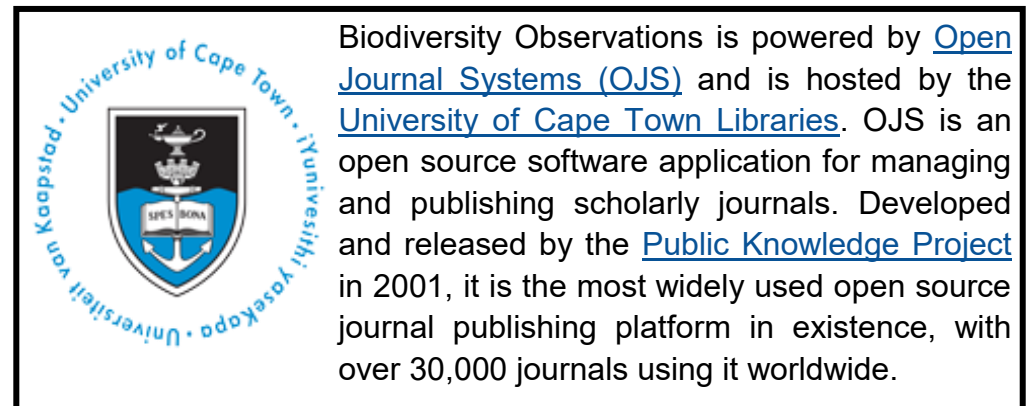 University of Cape Town · iYunivesithi yaseKapa · Universiteit van Kaapstad ·
SPES BONA
Biodiversity Observations is powered by Open
Journal Systems (OJS) and is hosted by the
University of Cape Town Libraries. OJS is an
open source software application for managing
and publishing scholarly journals. Developed
and released by the Public Knowledge Project
in 2001, it is the most widely used open source
journal publishing platform in existence, with
over 30,000 journals using it worldwide.